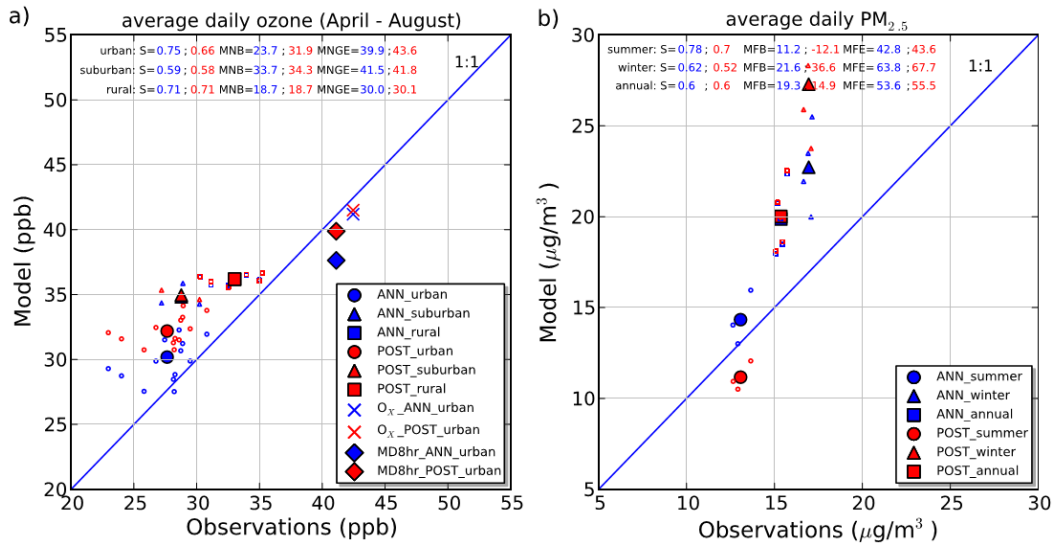 a)
average daily ozone (April - August)
urban: S=0.75 ; 0.66 MNB=23.7 ; 31.9 MNGE=39.9 ; 43.6
suburban: S=0.59 ; 0.58 MNB=33.7 ; 34.3 MNGE=41.5 ; 41.8
rural: S=0.71 ; 0.71 MNB=18.7 ; 18.7 MNGE=30.0 ; 30.1
1:1
55
50
45
40
35
30
25
20
Model (ppb)
ANN_urban
ANN_suburban
ANN_rural
POST_urban
POST_suburban
POST_rural
O_X_ANN_urban
O_X_POST_urban
MD8hr_ANN_urban
MD8hr_POST_urban
20 25 30 35 40 45 50 55
Observations (ppb)
b)
average daily PM2.5
summer: S=0.78 ; 0.7 MFB=11.2 ; -12.1 MFE=42.8 ; 43.6
winter: S=0.62 ; 0.52 MFB=21.6 ; 36.6 MFE=63.8 ; 67.7
annual: S=0.6 ; 0.6 MFB=19.3 ; 14.9 MFE=53.6 ; 55.5
1:1
30
25
20
15
10
5
Model (μg/m³)
ANN_summer
ANN_winter
ANN_annual
POST_summer
POST_winter
POST_annual
5 10 15 20 25 30
Observations (μg/m³ )